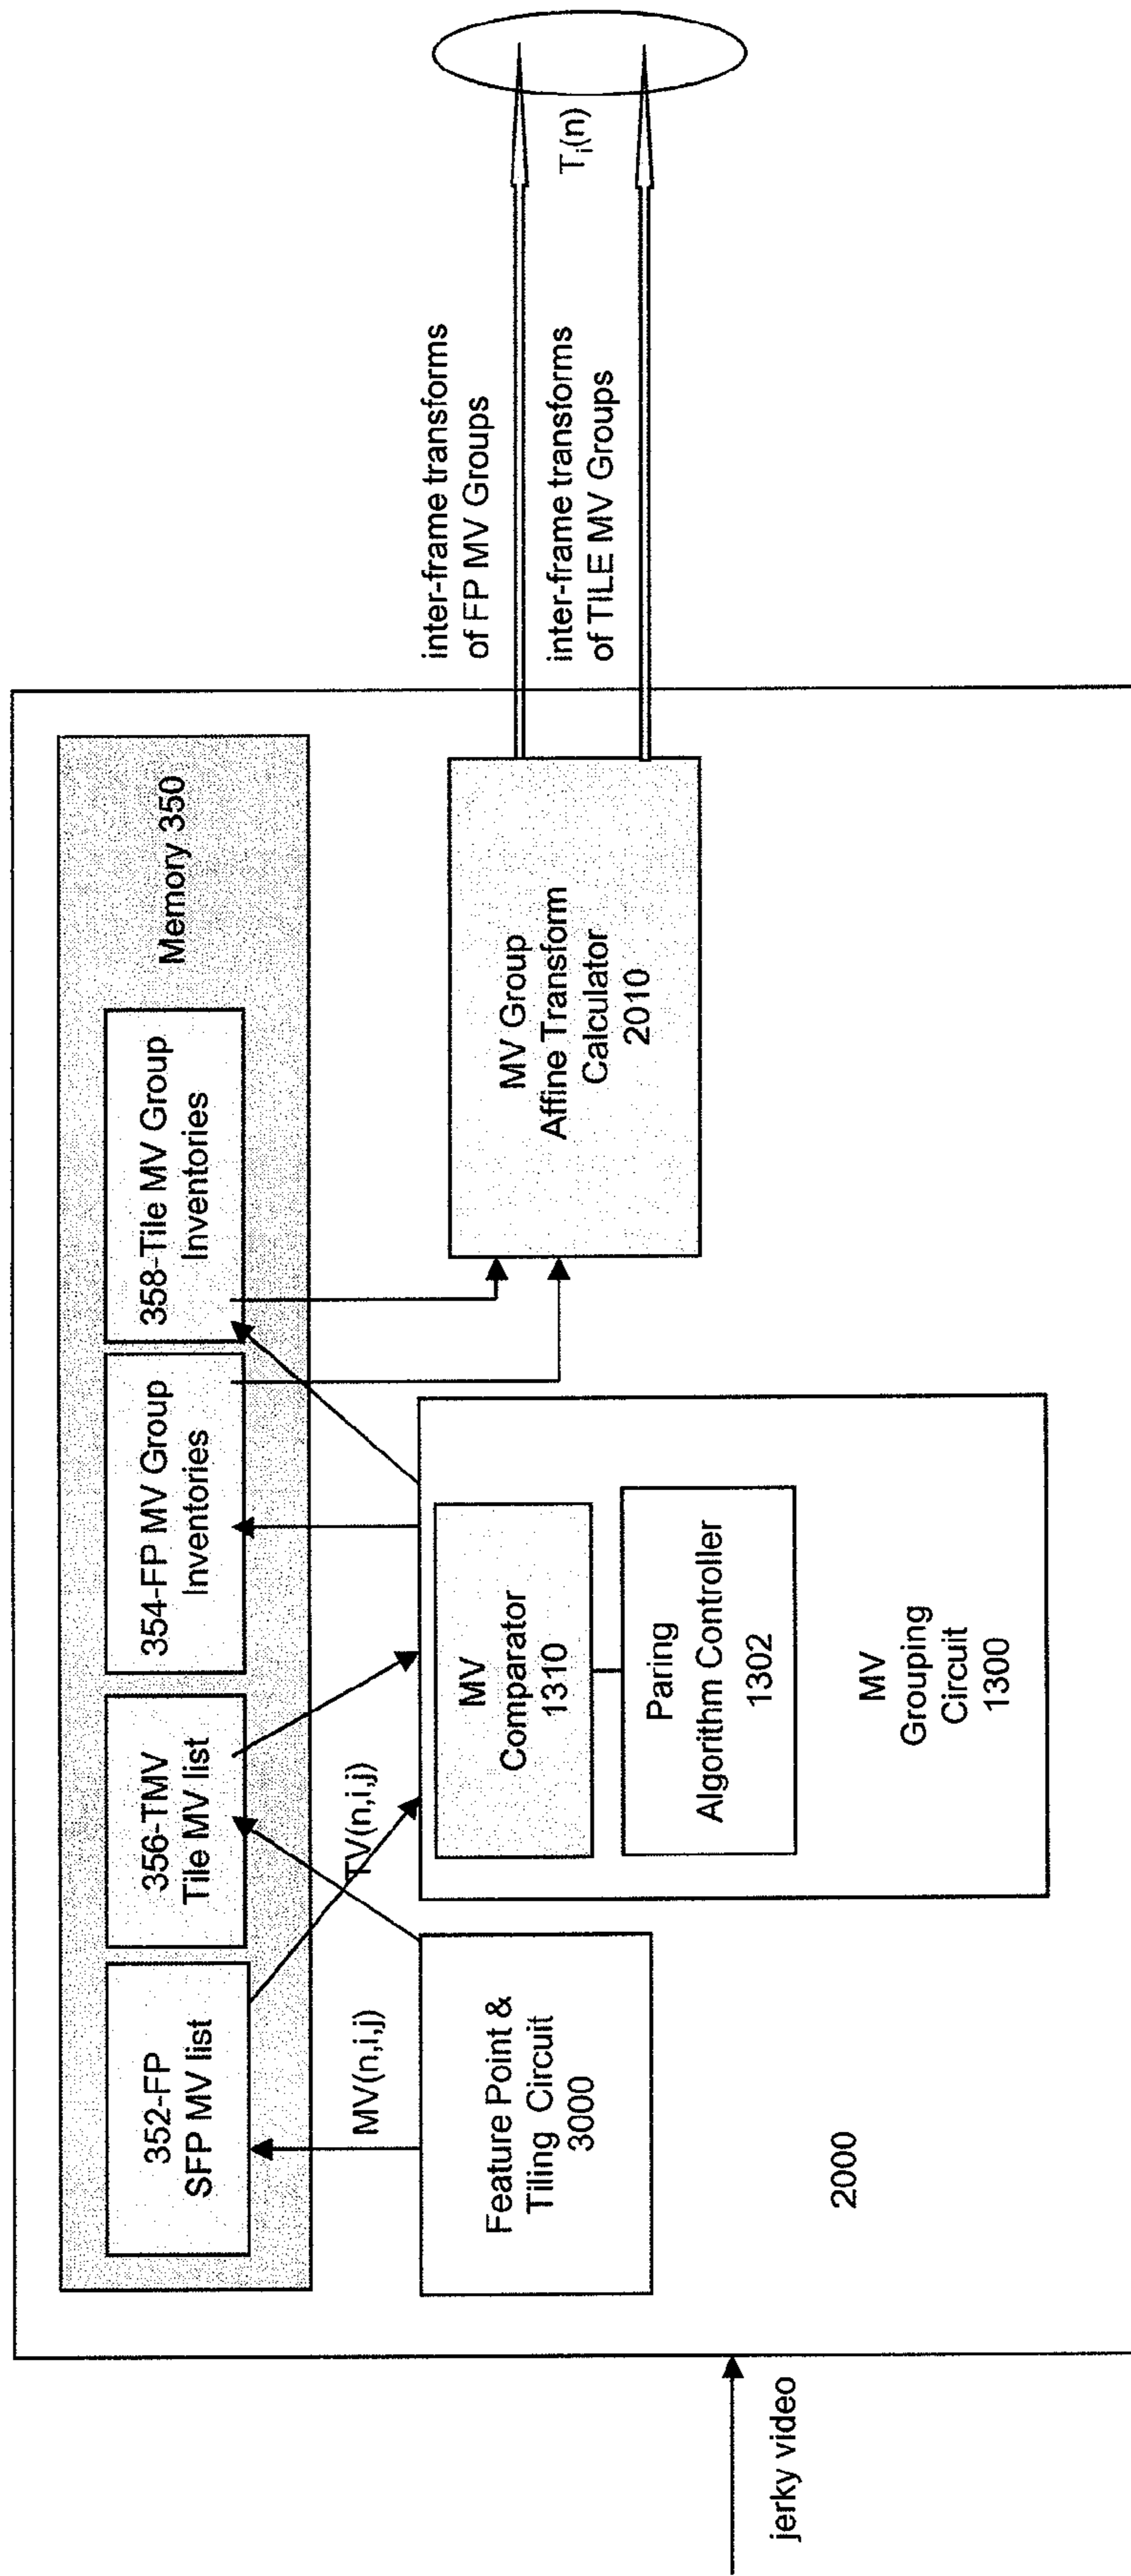 352-FP
SFP MV list
356-TMV
Tile MV list
354-FP MV Group
Inventories
358-Tile MV Group
Inventories
Memory 350
MV(n,i,j)
TV(n,i,j)
Feature Point &
Tilling Circuit
3000
MV
Comparator
1310
Paring
Algorithm Controller
1302
MV
Grouping
Circuit
1300
MV Group
Affine Transform
Calculator
2010
inter-frame transforms
of FP MV Groups
inter-frame transforms
of TILE MV Groups
Tᵢ(n)
2000
jerky video